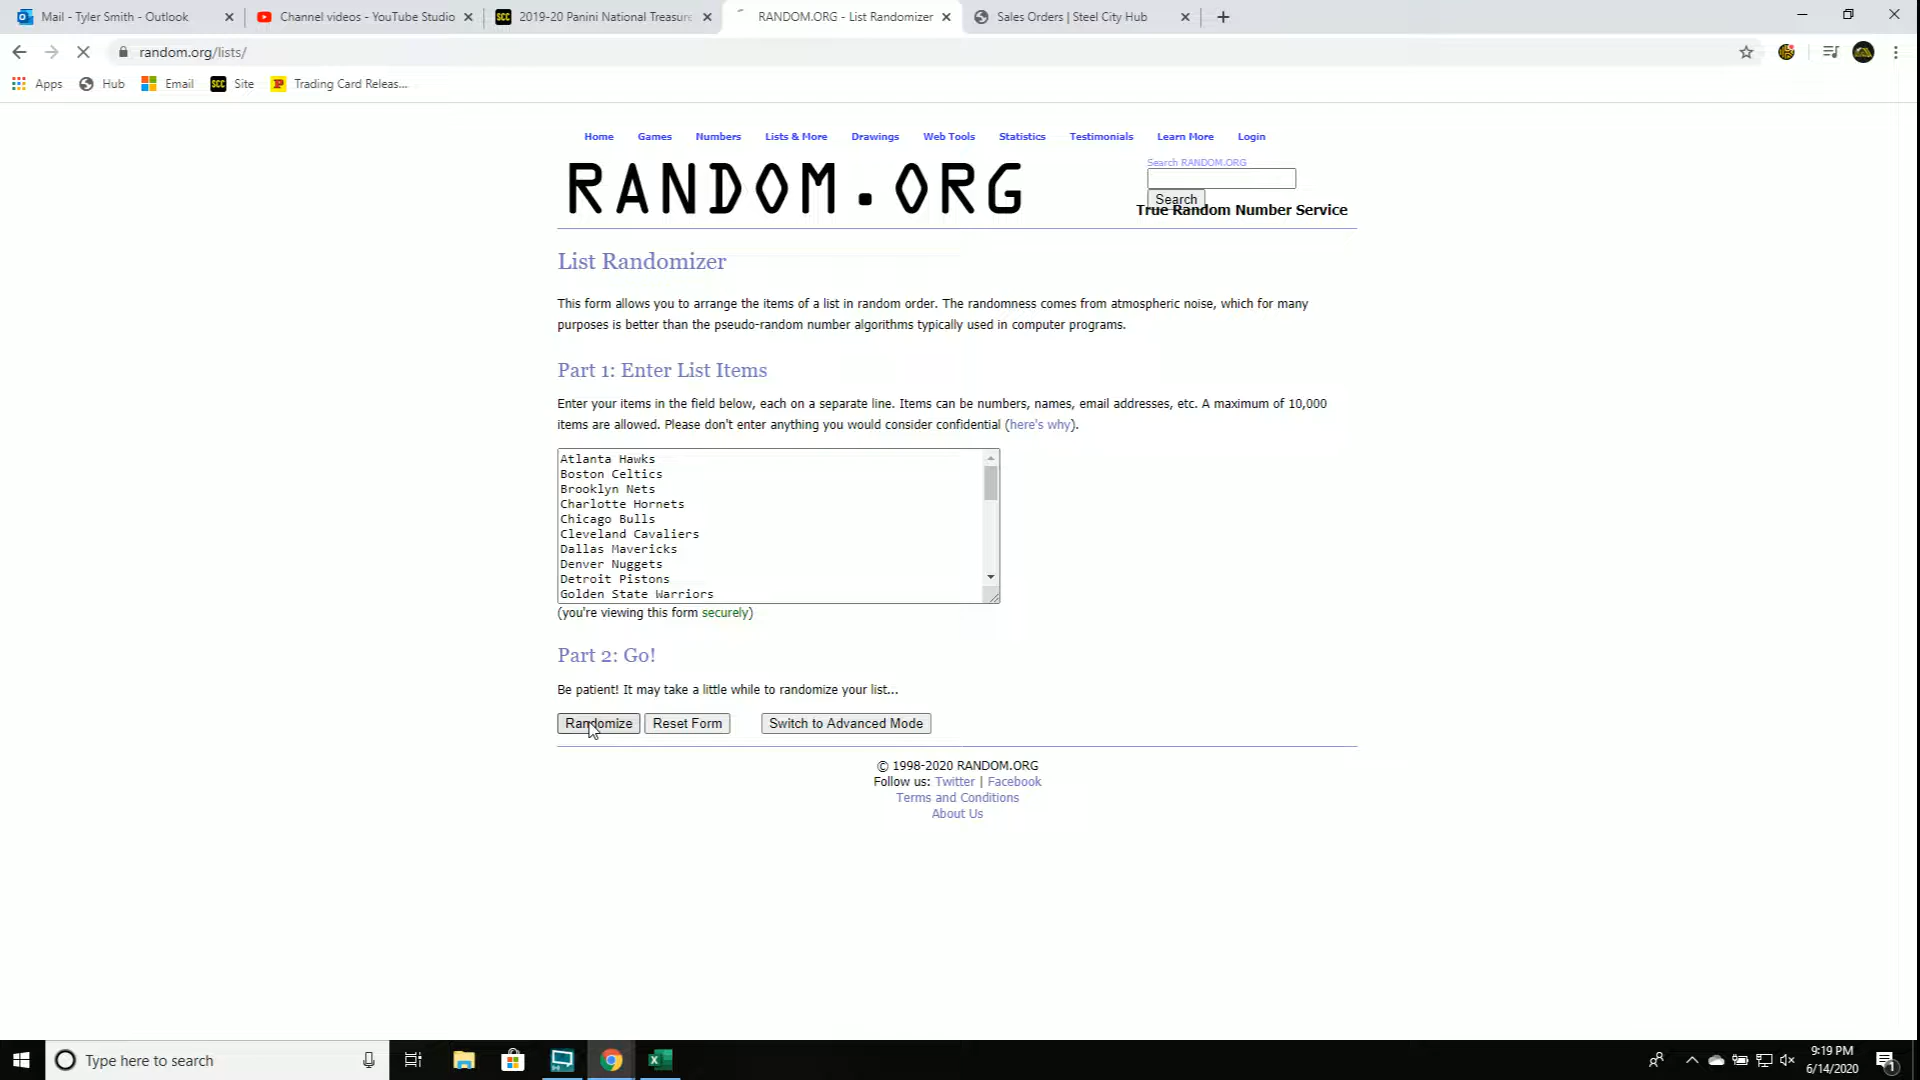 Mail - Tyler Smith - Outlook
Channel videos - YouTube Studio
SCC 2019-20 Panini National Treasure
RANDOM.ORG - List Randomizer
Sales Orders | Steel City Hub
random.org/lists/
Apps Hub Email SCC Site Trading Card Releas...
Home Games Numbers Lists & More Drawings Web Tools Statistics Testimonials Learn More Login
RANDOM.ORG
Search RANDOM.ORG
Search
True Random Number Service
List Randomizer
This form allows you to arrange the items of a list in random order. The randomness comes from atmospheric noise, which for many
purposes is better than the pseudo-random number algorithms typically used in computer programs.
Part 1: Enter List Items
Enter your items in the field below, each on a separate line. Items can be numbers, names, email addresses, etc. A maximum of 10,000
items are allowed. Please don't enter anything you would consider confidential (here's why).
Atlanta Hawks
Boston Celtics
Brooklyn Nets
Charlotte Hornets
Chicago Bulls
Cleveland Cavaliers
Dallas Mavericks
Denver Nuggets
Detroit Pistons
Golden State Warriors
(you're viewing this form securely)
Part 2: Go!
Be patient! It may take a little while to randomize your list...
Randomize Reset Form Switch to Advanced Mode
© 1998-2020 RANDOM.ORG
Follow us: Twitter | Facebook
Terms and Conditions
About Us
Type here to search
9:19 PM
6/14/2020
1